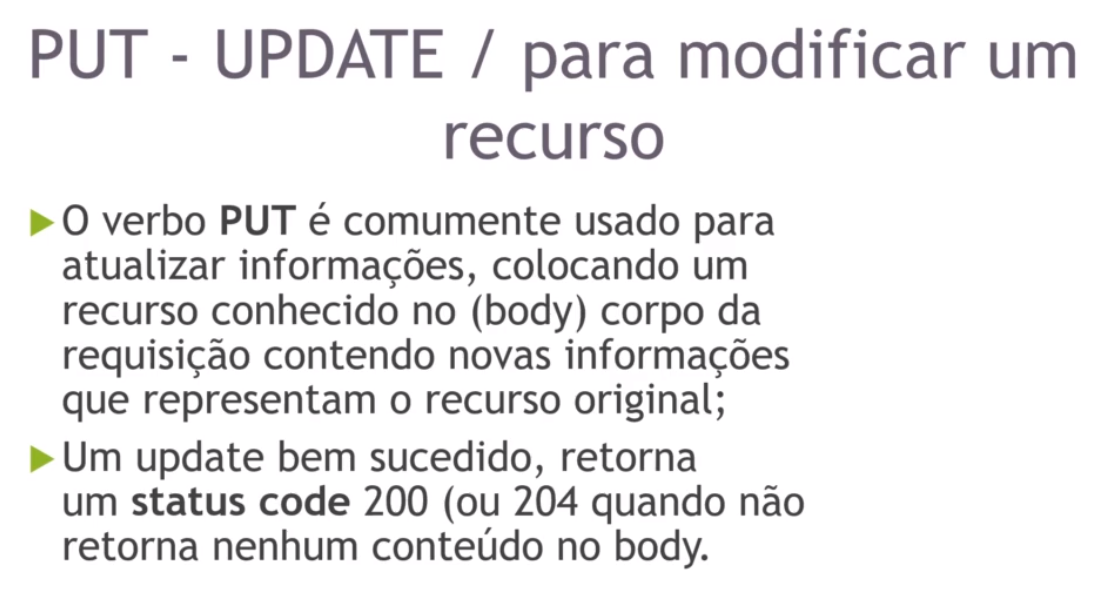 PUT - UPDATE / para modificar um
recurso
O verbo PUT é comumente usado para
atualizar informações, colocando um
recurso conhecido no (body) corpo da
requisição contendo novas informações
que representam o recurso original;
Um update bem sucedido, retorna
um status code 200 (ou 204 quando não
retorna nenhum conteúdo no body.